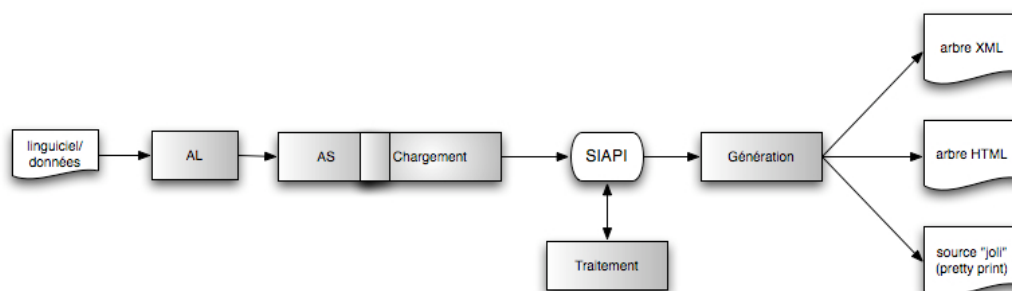 arbre XML
linguiciel/
données
AL
AS
Chargement
SIAPI
Génération
arbre HTML
Traitement
source "joli"
(pretty print)